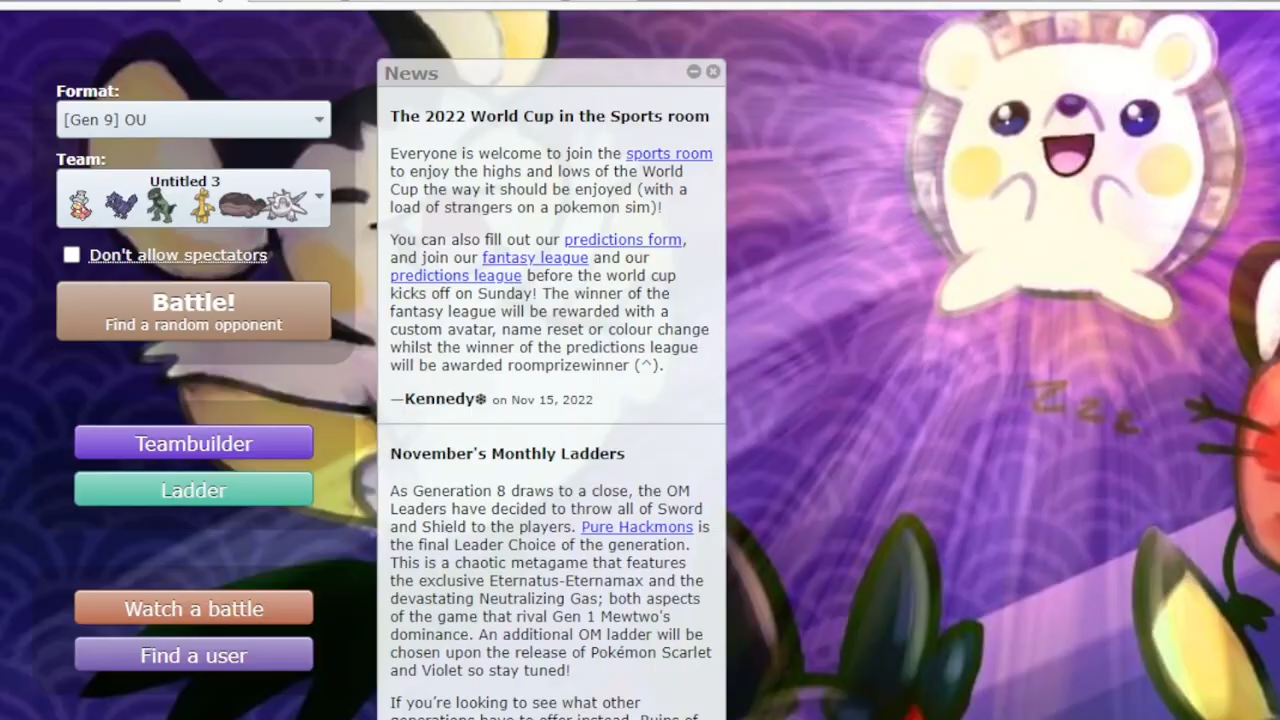 Format:
[Gen 9] OU
Team:
Untitled 3
Don't allow spectators
Battle!
Find a random opponent
Teambuilder
Ladder
Watch a battle
Find a user
News
The 2022 World Cup in the Sports room
Everyone is welcome to join the sports room
to enjoy the highs and lows of the World
Cup the way it should be enjoyed (with a
load of strangers on a pokemon sim)!
You can also fill out our predictions form,
and join our fantasy league and our
predictions league before the world cup
kicks off on Sunday! The winner of the
fantasy league will be rewarded with a
custom avatar, name reset or colour change
whilst the winner of the predictions league
will be awarded roomprizewinner (^).
—Kennedy❄ on Nov 15, 2022
November's Monthly Ladders
As Generation 8 draws to a close, the OM
Leaders have decided to throw all of Sword
and Shield to the players. Pure Hackmons is
the final Leader Choice of the generation.
This is a chaotic metagame that features
the exclusive Eternatus-Eternamax and the
devastating Neutralizing Gas; both aspects
of the game that rival Gen 1 Mewtwo's
dominance. An additional OM ladder will be
chosen upon the release of Pokémon Scarlet
and Violet so stay tuned!
If you're looking to see what other
generations have to offer instead, Ruins of
Zzz